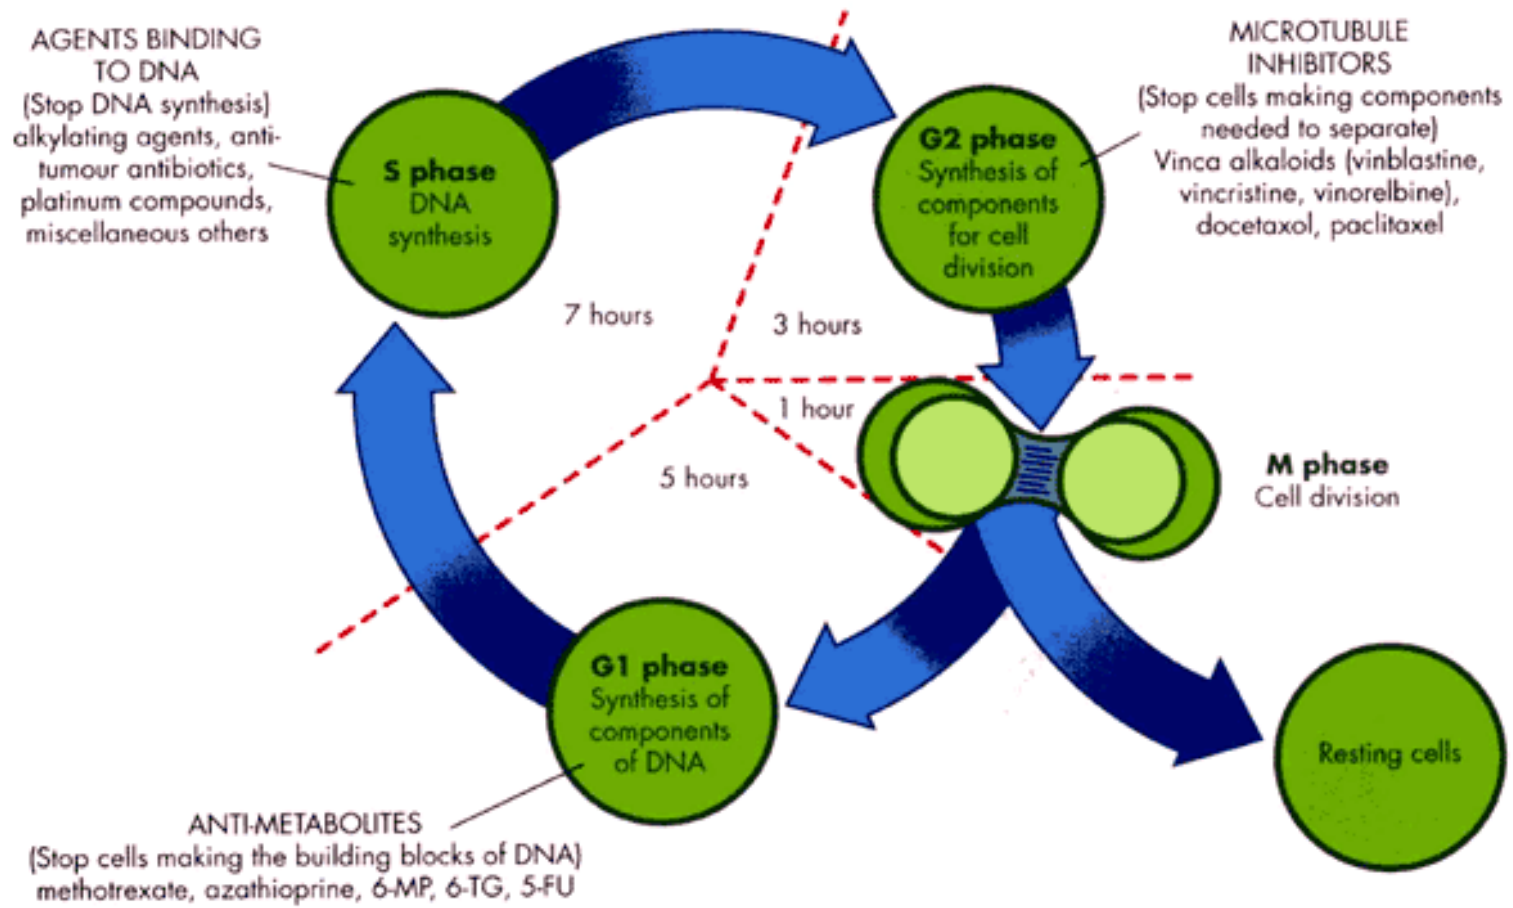 AGENTS BINDING
TO DNA
(Stop DNA synthesis)
alkylating agents, anti-
tumour antibiotics,
platinum compounds,
miscellaneous others
S phase
DNA
synthesis
G2 phase
Synthesis of
components
for cell
division
MICROTUBULE
INHIBITORS
(Stop cells making components
needed to separate)
Vinca alkaloids (vinblastine,
vincristine, vinorelbine),
docetaxol, paclitaxel
7 hours
3 hours
1 hour
5 hours
M phase
Cell division
G1 phase
Synthesis of
components
of DNA
Resting cells
ANTI-METABOLITES
(Stop cells making the building blocks of DNA)
methotrexate, azathioprine, 6-MP, 6-TG, 5-FU